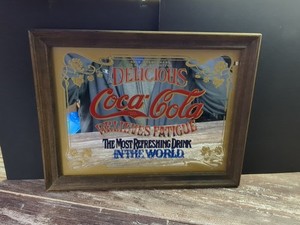 DELICIOUS
Coca-Cola
RELIEVES FATIGUE
THE MOST REFRESHING DRINK
IN THE WORLD